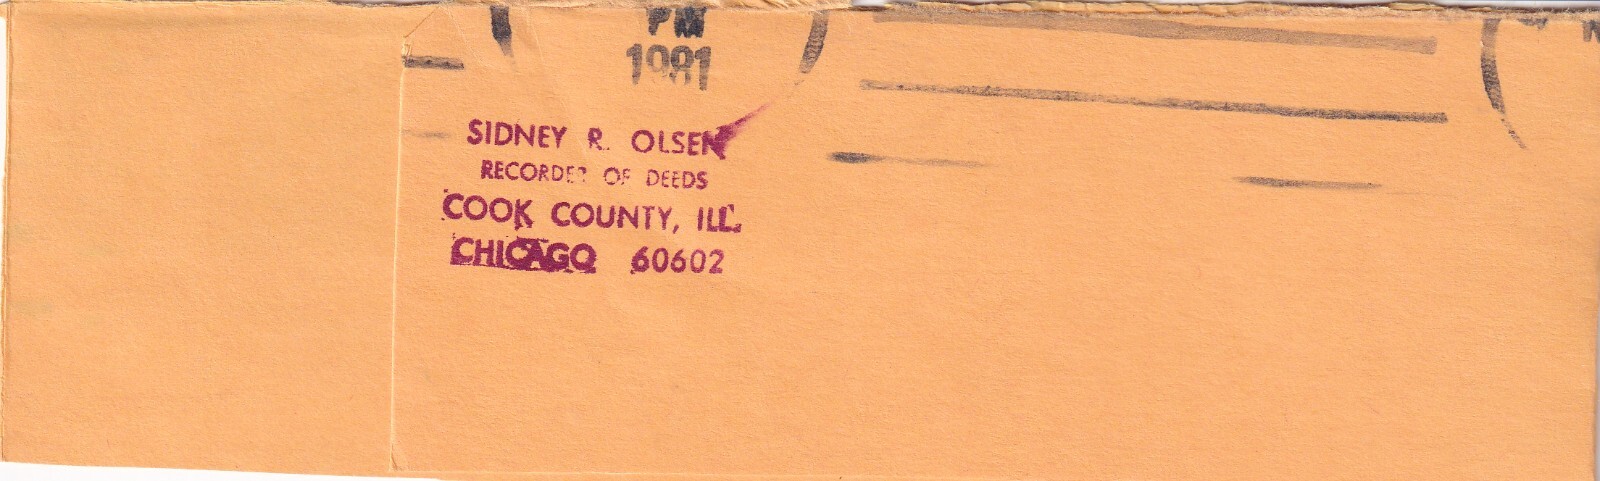 PM
1981
SIDNEY R. OLSEN
RECORDER OF DEEDS
COOK COUNTY, ILL.
CHICAGO 60602